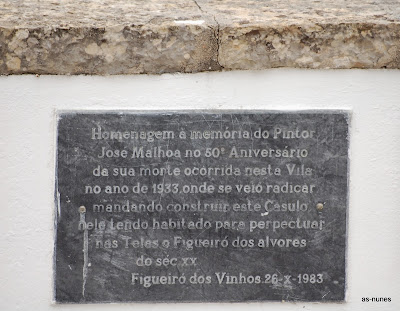 Homenagem á memória do Pintor
José Malhoa no 50º Aniversário
da sua morte ocorrida nesta Vila
no ano de 1933, onde se veio radicar
mandando construir este Casulo
nele tendo habitado para perpectuar
nas Telas o Figueiró dos alvores
do séc xx
Figueiró dos Vinhos. 26-x-1983
as-nunes
as-nunes